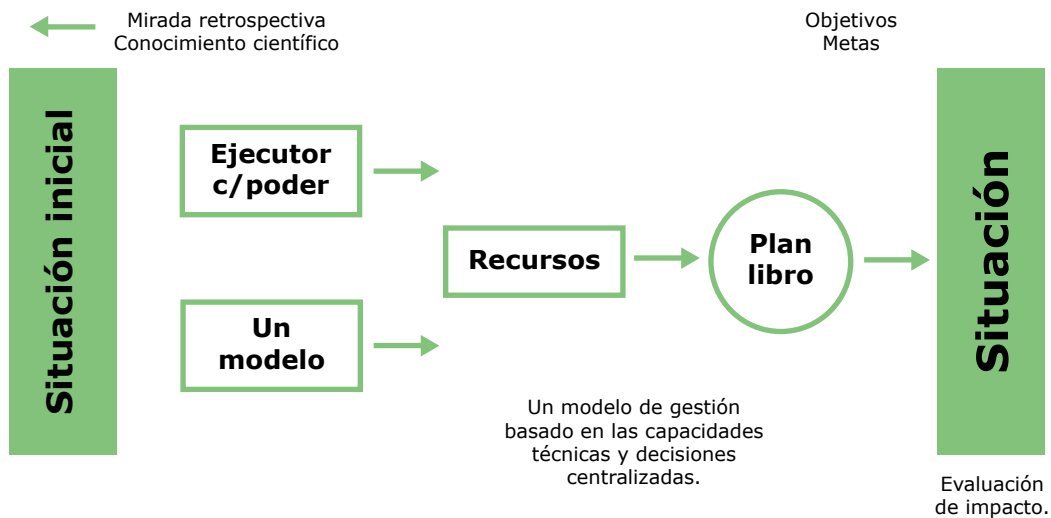 Mirada retrospectiva
Conocimiento científico
Objetivos
Metas
Situación inicial
Ejecutor
c/poder
Un
modelo
Recursos
Plan
libro
Situación
Un modelo de gestión
basado en las capacidades
técnicas y decisiones
centralizadas.
Evaluación
de impacto.